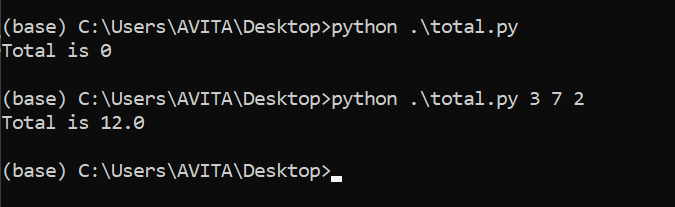 (base) C:\Users\AVITA\Desktop>python .\total.py
Total is 0
(base) C:\Users\AVITA\Desktop>python .\total.py 3 7 2
Total is 12.0
(base) C:\Users\AVITA\Desktop>